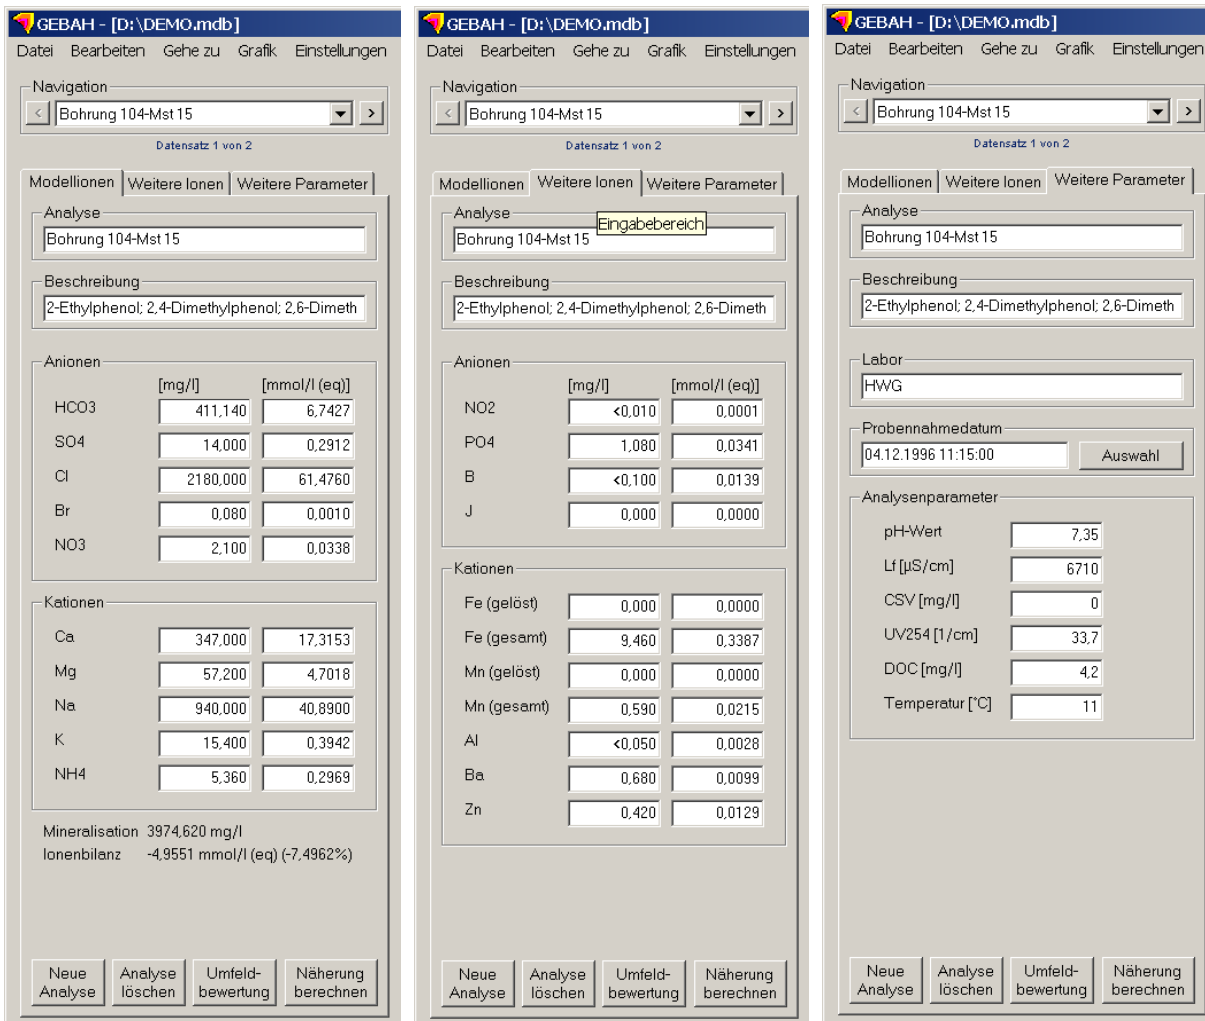 GEBAH - [D:\DEMO.mdb]
Datei Bearbeiten Gehe zu Grafik Einstellungen
Navigation
< Bohrung 104-Mst 15 >
Datensatz 1 von 2
Modellionen Weitere Ionen Weitere Parameter
Analyse
Bohrung 104-Mst 15
Beschreibung
2-Ethylphenol; 2,4-Dimethylphenol; 2,6-Dimeth
Anionen
[mg/l] [mmol/l (eq)]
HCO3 411,140 6,7427
SO4 14,000 0,2912
Cl 2180,000 61,4760
Br 0,080 0,0010
NO3 2,100 0,0338
Kationen
Ca 347,000 17,3153
Mg 57,200 4,7018
Na 940,000 40,8900
K 15,400 0,3942
NH4 5,360 0,2969
Mineralisation 3974,620 mg/l
Ionenbilanz -4,9551 mmol/l (eq) (-7,4962%)
Neue Analyse
Analyse löschen
Umfeld-
bewertung
Näherung berechnen
GEBAH - [D:\DEMO.mdb]
Datei Bearbeiten Gehe zu Grafik Einstellungen
Navigation
< Bohrung 104-Mst 15 >
Datensatz 1 von 2
Modellionen Weitere Ionen Weitere Parameter
Analyse
Eingabebereich
Bohrung 104-Mst 15
Beschreibung
2-Ethylphenol; 2,4-Dimethylphenol; 2,6-Dimeth
Anionen
[mg/l] [mmol/l (eq)]
NO2 <0,010 0,0001
PO4 1,080 0,0341
B <0,100 0,0139
J 0,000 0,0000
Kationen
Fe (gelöst) 0,000 0,0000
Fe (gesamt) 9,460 0,3387
Mn (gelöst) 0,000 0,0000
Mn (gesamt) 0,590 0,0215
Al <0,050 0,0028
Ba 0,680 0,0099
Zn 0,420 0,0129
Neue Analyse
Analyse löschen
Umfeld-
bewertung
Näherung berechnen
GEBAH - [D:\DEMO.mdb]
Datei Bearbeiten Gehe zu Grafik Einstellungen
Navigation
< Bohrung 104-Mst 15 >
Datensatz 1 von 2
Modellionen Weitere Ionen Weitere Parameter
Analyse
Bohrung 104-Mst 15
Beschreibung
2-Ethylphenol; 2,4-Dimethylphenol; 2,6-Dimeth
Labor
HWG
Probennahmedatum
04.12.1996 11:15:00 Auswahl
Analysenparameter
pH-Wert 7,35
Lf [µS/cm] 6710
CSV [mg/l] 0
UV254 [1/cm] 33,7
DOC [mg/l] 4,2
Temperatur [°C] 11
Neue Analyse
Analyse löschen
Umfeld-
bewertung
Näherung berechnen